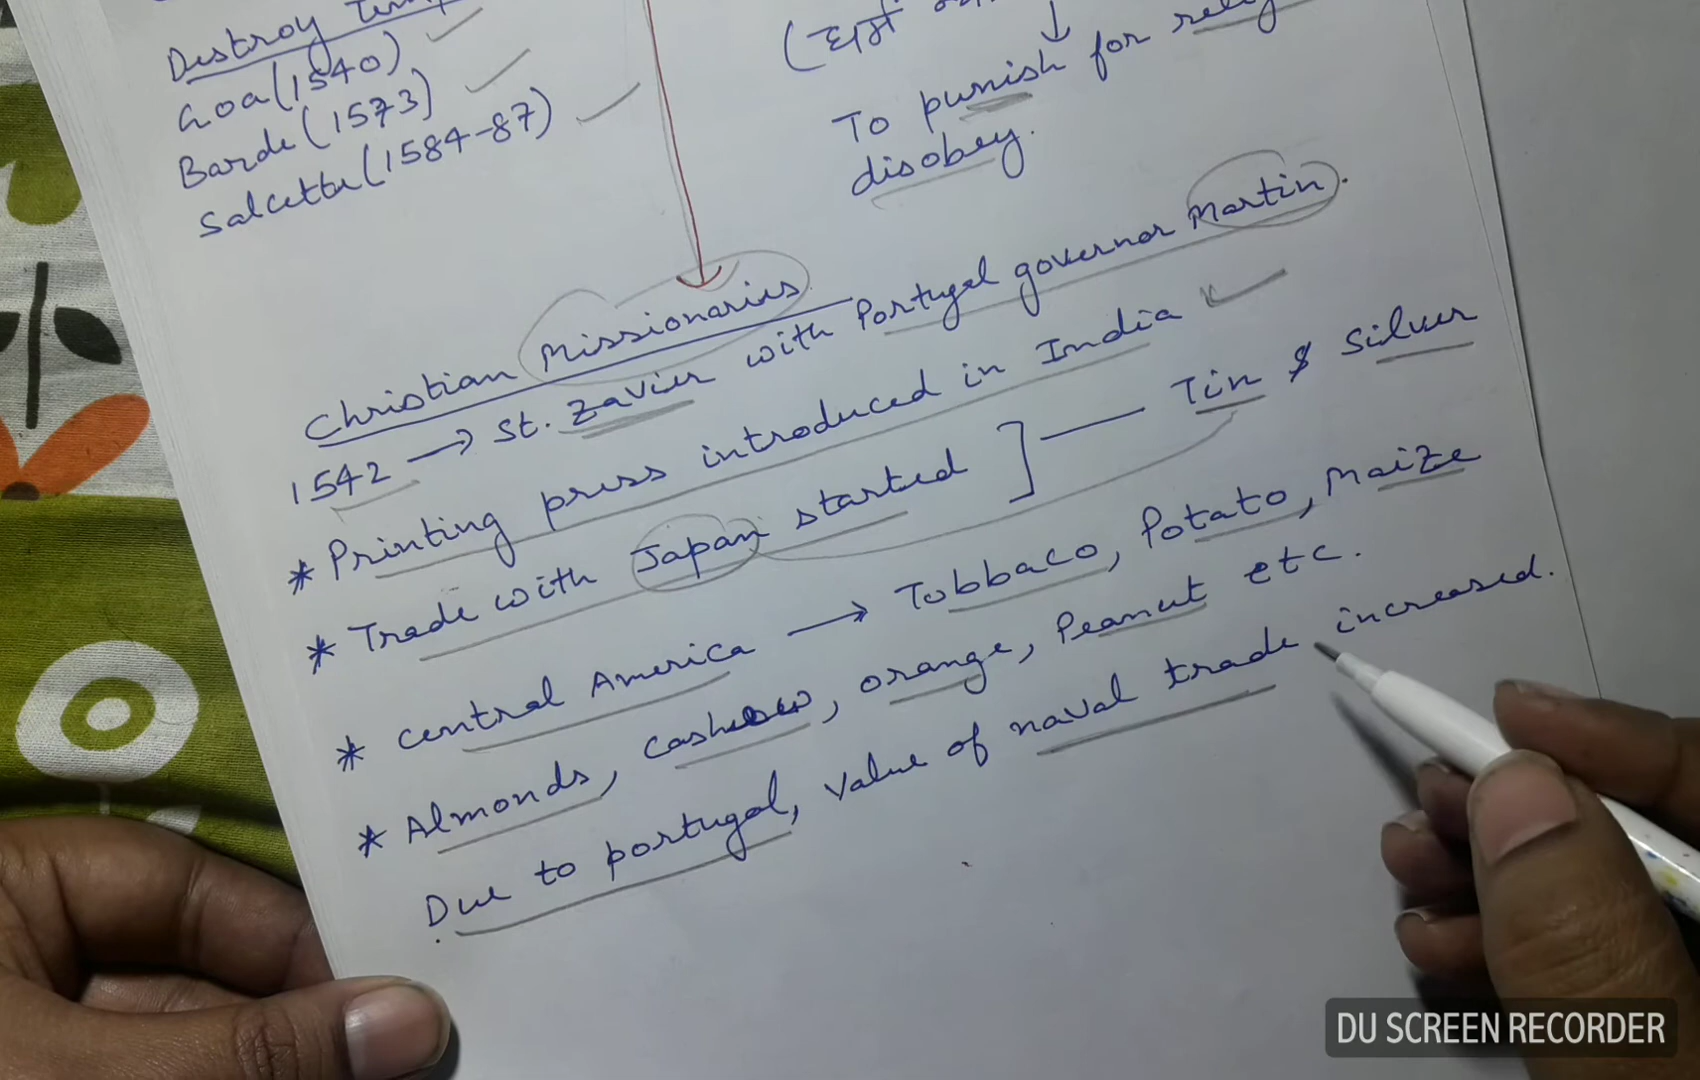 Destroy
Goa (1540)
Barde (1573)
Salcette (1584-87)
(धर्म
To punish for
disobey.
Christian Missionaries
1542 → St. Zavier with Portugal governor Martin.
* Printing press introduced in India
* Trade with Japan started ] — Tin & Silver
* Central America → Tobbaco, Potato, Maize
* Almonds, Cashew, orange, Peanut etc.
Due to portugal, value of naval trade increased.
DU SCREEN RECORDER